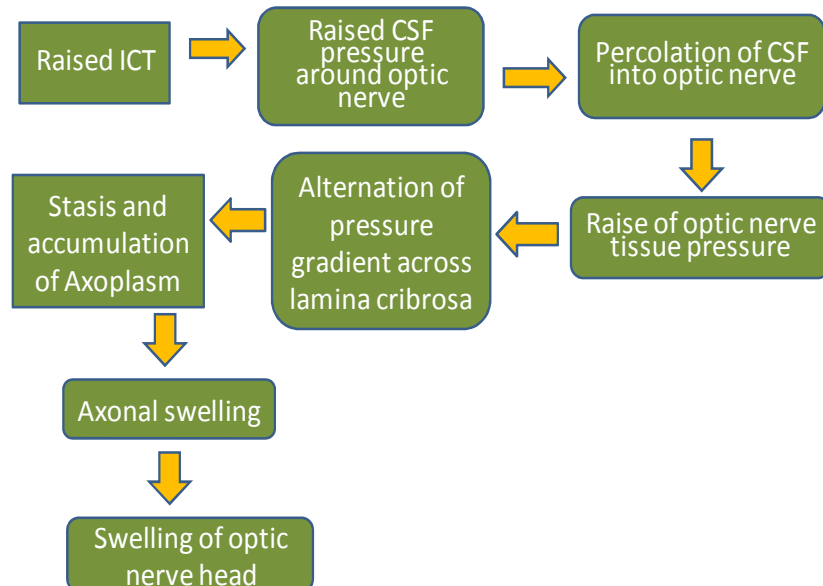 Raised ICT
Raised CSF
pressure
around optic
nerve
Percolation of CSF
into optic nerve
Raise of optic nerve
tissue pressure
Alternation of
pressure
gradient across
lamina cribrosa
Stasis and
accumulation
of Axoplasm
Axonal swelling
Swelling of optic
nerve head